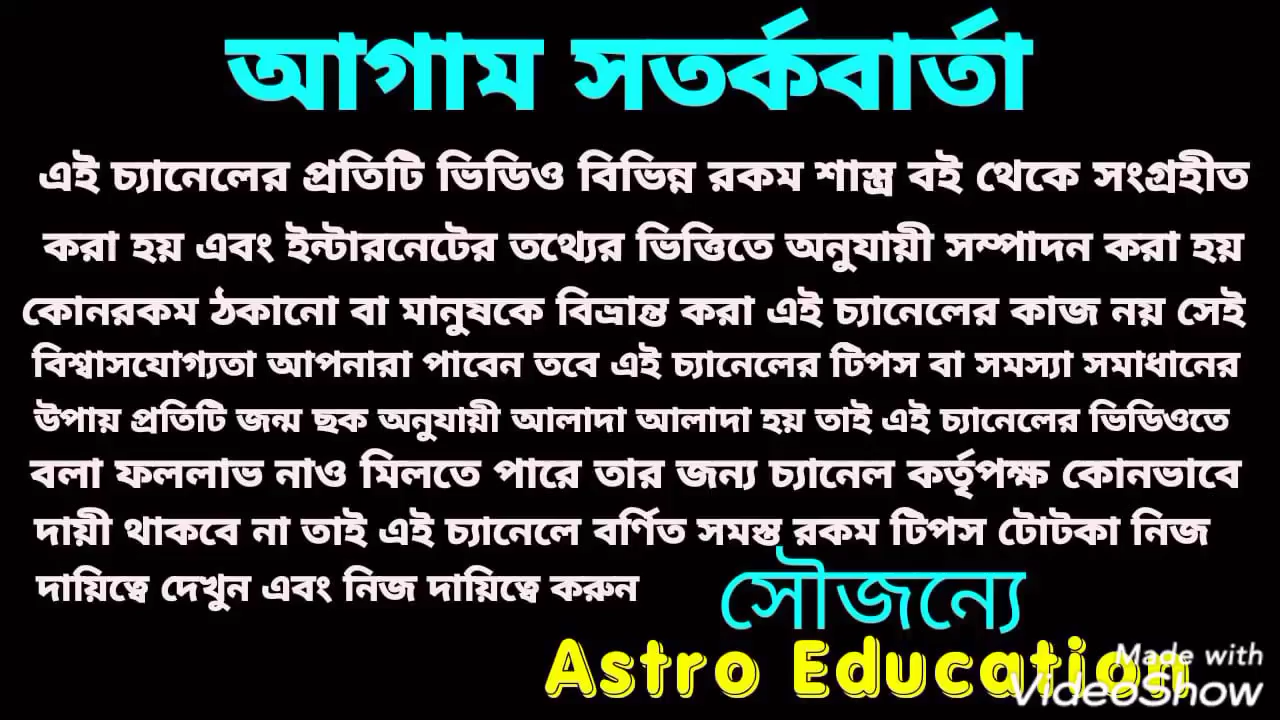 আগাম সতর্কবার্তা
এই চ্যানেলের প্রতিটি ভিডিও বিভিন্ন রকম শাস্ত্র বই থেকে সংগ্রহীত
করা হয় এবং ইন্টারনেটের তথ্যের ভিত্তিতে অনুযায়ী সম্পাদন করা হয়
কোনরকম ঠকানো বা মানুষকে বিভ্রান্ত করা এই চ্যানেলের কাজ নয় সেই
বিশ্বাসযোগ্যতা আপনারা পাবেন তবে এই চ্যানেলের টিপস বা সমস্যা সমাধানের
উপায় প্রতিটি জন্ম ছক অনুযায়ী আলাদা আলাদা হয় তাই এই চ্যানেলের ভিডিওতে
বলা ফললাভ নাও মিলতে পারে তার জন্য চ্যানেল কর্তৃপক্ষ কোনভাবে
দায়ী থাকবে না তাই এই চ্যানেলে বর্ণিত সমস্ত রকম টিপস টোটকা নিজ
দায়িত্বে দেখুন এবং নিজ দায়িত্বে করুন
সৌজন্যে
Astro Education
Made with
VideoShow